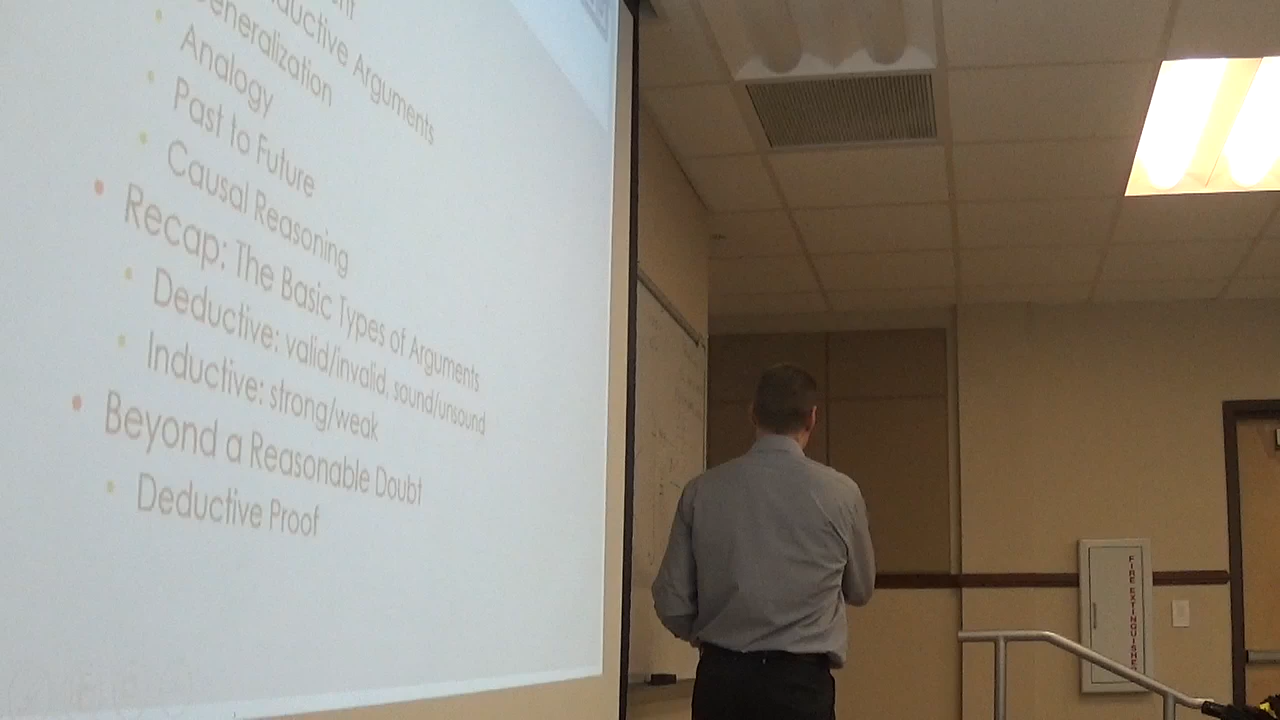 Inductive Arguments
Generalization
Analogy
Past to Future
Causal Reasoning
Recap: The Basic Types of Arguments
Deductive: valid/invalid, sound/unsound
Inductive: strong/weak
Beyond a Reasonable Doubt
Deductive Proof
FIRE EXTINGUISHER